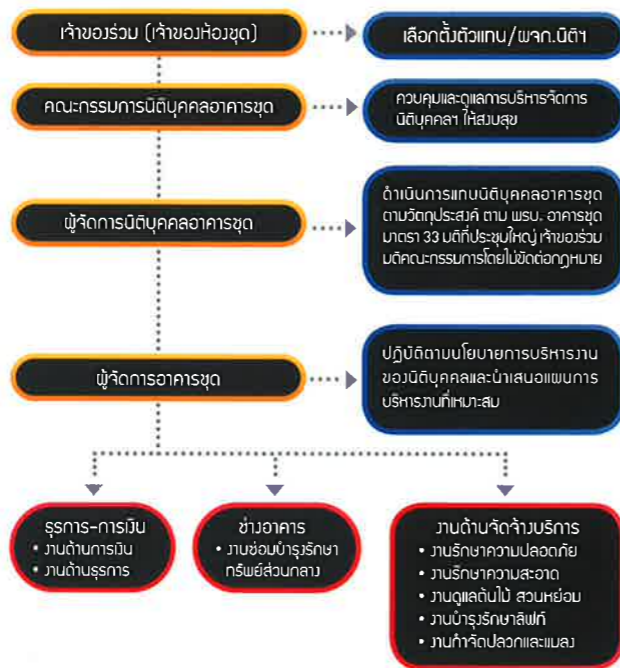 เจ้าของร่วม (เจ้าของห้องชุด)
เลือกตั้งตัวแทน/ผจก.นิติฯ
คณะกรรมการนิติบุคคลอาคารชุด
ควบคุมและดูแลการบริหารจัดการ
นิติบุคคลฯ ให้สงบสุข
ผู้จัดการนิติบุคคลอาคารชุด
ดำเนินการแทนนิติบุคคลอาคารชุด
ตามวัตถุประสงค์ ตาม พรบ. อาคารชุด
มาตรา 33 มติที่ประชุมใหญ่ เจ้าของร่วม
มติคณะกรรมการโดยไม่ขัดต่อกฎหมาย
ผู้จัดการอาคารชุด
ปฏิบัติตามนโยบายการบริหารงาน
ของนิติบุคคลและนำเสนอแผนการ
บริหารงานที่เหมาะสม
ธุรการ-การเงิน
• งานด้านการเงิน
• งานด้านธุรการ
ช่างอาคาร
• งานซ่อมบำรุงรักษา
ทรัพย์ส่วนกลาง
งานด้านจัดจ้างบริการ
• งานรักษาความปลอดภัย
• งานรักษาความสะอาด
• งานดูแลต้นไม้ สวนหย่อม
• งานบำรุงรักษาลิฟท์
• งานกำจัดปลวกและแมลง